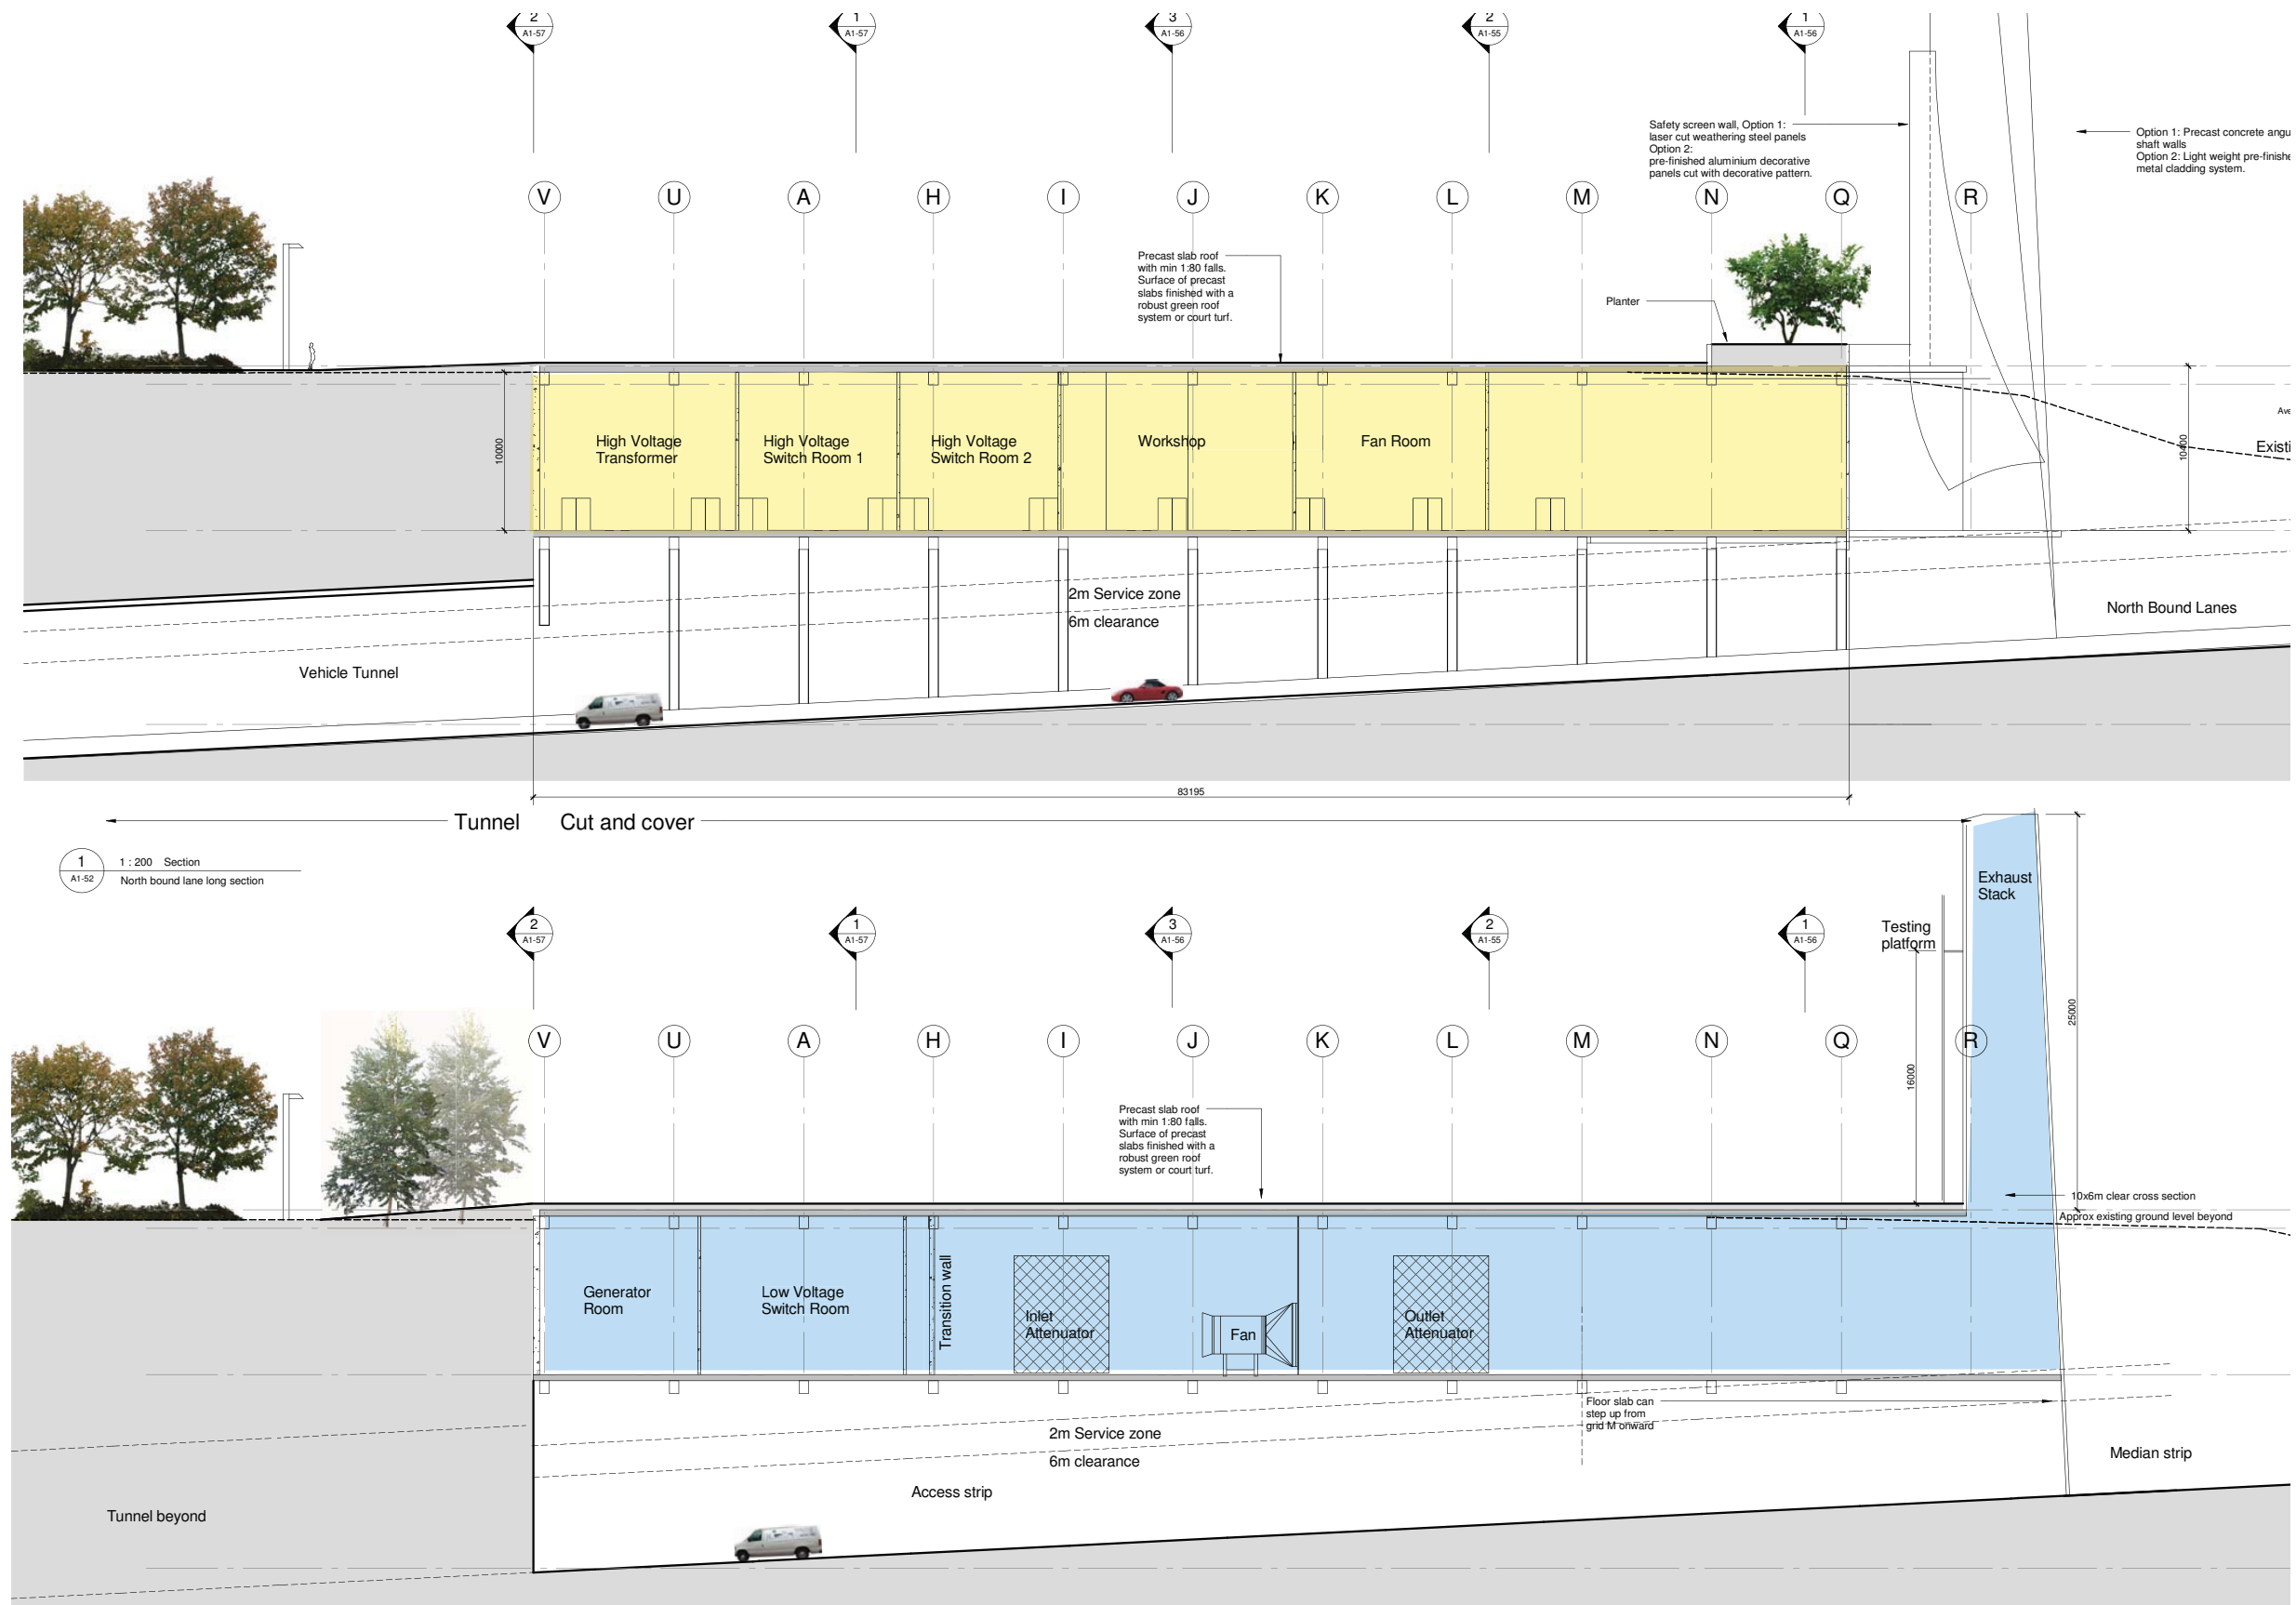 2
A1-57
1
A1-57
3
A1-56
2
A1-55
1
A1-56
Safety screen wall, Option 1:
laser cut weathering steel panels
Option 2:
pre-finished aluminium decorative
panels cut with decorative pattern.
Option 1: Precast concrete angu
shaft walls
Option 2: Light weight pre-finishe
metal cladding system.
V
U
A
H
I
J
K
L
M
N
Q
R
Precast slab roof
with min 1:80 falls.
Surface of precast
slabs finished with a
robust green roof
system or court turf.
Planter
10000
High Voltage
Transformer
High Voltage
Switch Room 1
High Voltage
Switch Room 2
Workshop
Fan Room
10400
Ave
Existi
2m Service zone
6m clearance
North Bound Lanes
Vehicle Tunnel
83195
Tunnel
Cut and cover
1
A1-52
1 : 200 Section
North bound lane long section
2
A1-57
1
A1-57
3
A1-56
2
A1-55
1
A1-56
Exhaust
Stack
Testing
platform
25000
16000
V
U
A
H
I
J
K
L
M
N
Q
R
Precast slab roof
with min 1:80 falls.
Surface of precast
slabs finished with a
robust green roof
system or court turf.
10x6m clear cross section
Approx existing ground level beyond
Generator
Room
Low Voltage
Switch Room
Transition wall
Inlet
Attenuator
Fan
Outlet
Attenuator
Floor slab can
step up from
grid M onward
2m Service zone
6m clearance
Access strip
Median strip
Tunnel beyond